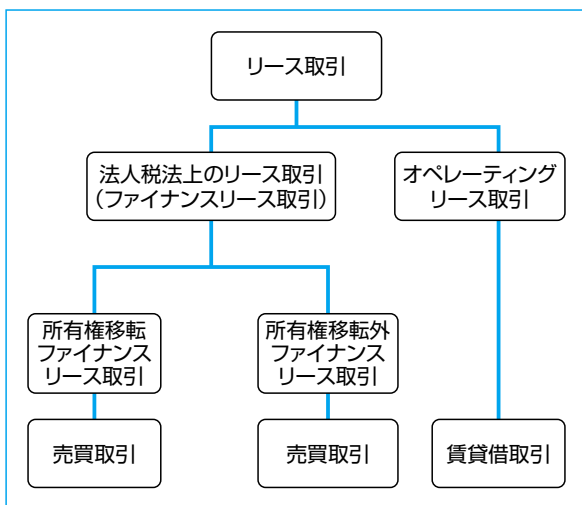 リース取引
法人税法上のリース取引
（ファイナンスリース取引）
オペレーティング
リース取引
所有権移転
ファイナンス
リース取引
所有権移転外
ファイナンス
リース取引
売買取引
売買取引
賃貸借取引